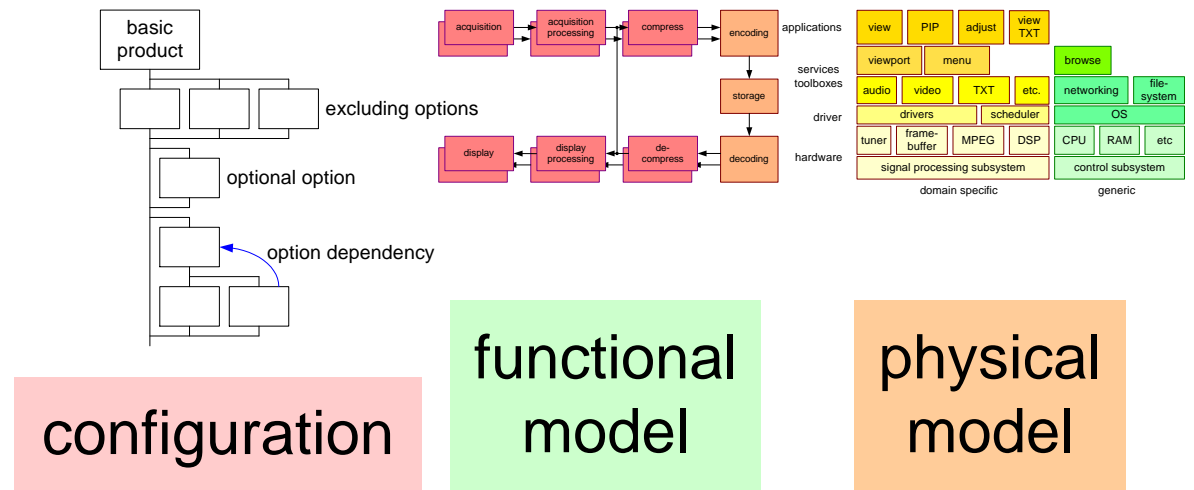 basic
product
excluding options
optional option
option dependency
configuration
acquisition
acquisition
processing
compress
encoding
storage
display
display
processing
de-
compress
decoding
functional
model
applications
services
toolboxes
driver
hardware
view
PIP
adjust
view
TXT
viewport
menu
browse
audio
video
TXT
etc.
networking
file-
system
drivers
scheduler
OS
tuner
frame-
buffer
MPEG
DSP
CPU
RAM
etc
signal processing subsystem
control subsystem
domain specific
generic
physical
model